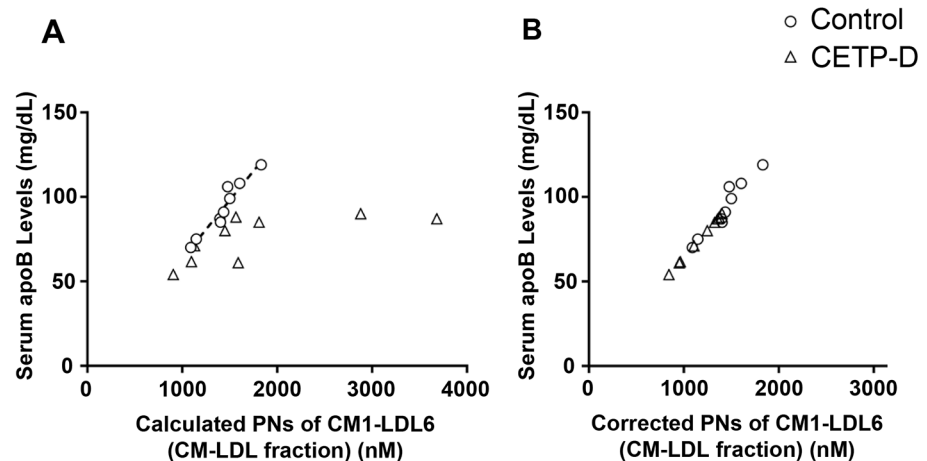 A
B
Control
CETP-D
Serum apoB Levels (mg/dL)
150
100
50
0
0 1000 2000 3000 4000
Calculated PNs of CM1-LDL6
(CM-LDL fraction) (nM)
Serum apoB Levels (mg/dL)
150
100
50
0
0 1000 2000 3000
Corrected PNs of CM1-LDL6
(CM-LDL fraction) (nM)